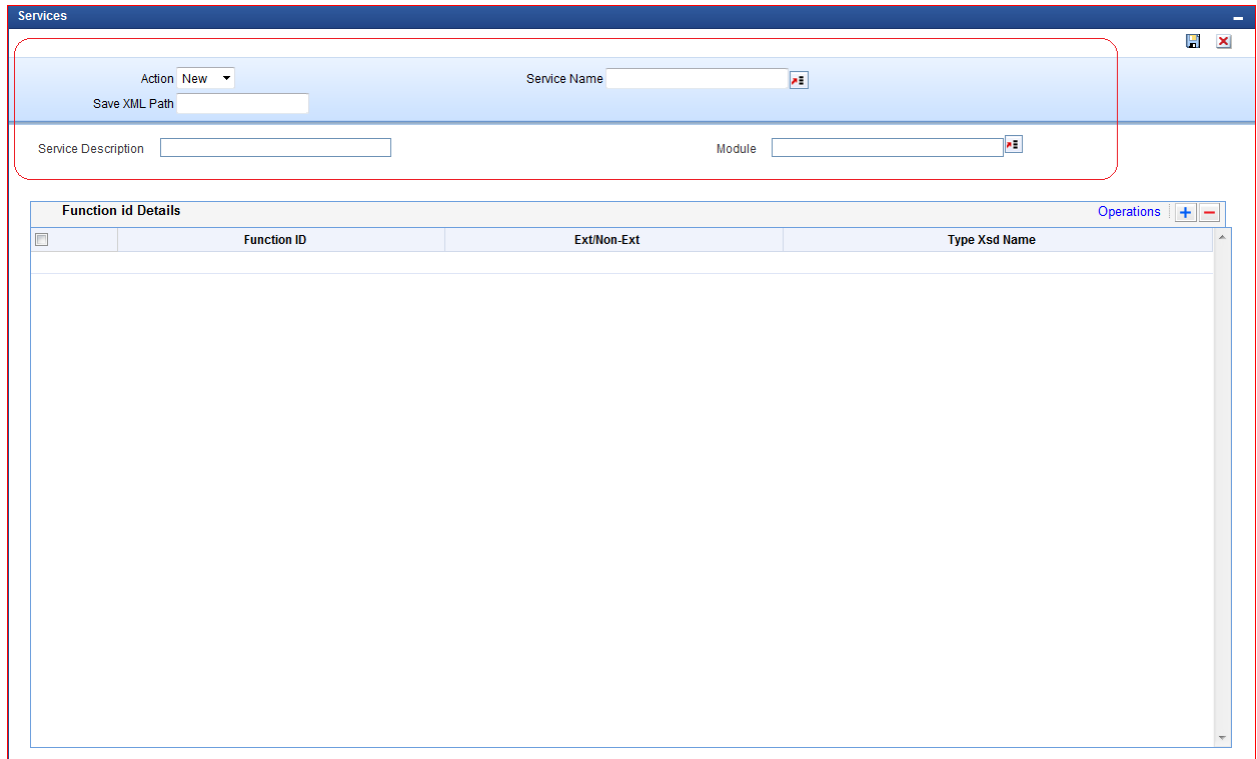 Services
Action New Service Name
Save XML Path
Service Description Module
Function id Details Operations
Function ID Ext/Non-Ext Type Xsd Name